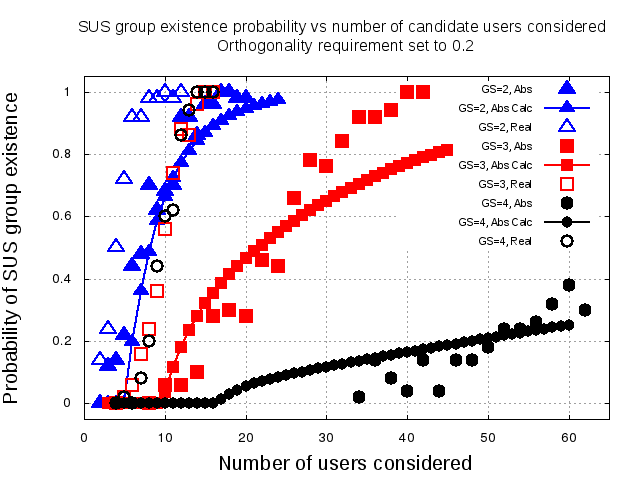 SUS group existence probability vs number of candidate users considered
Orthogonality requirement set to 0.2
Probability of SUS group existence
1
0.8
0.6
0.4
0.2
0
GS=2, Abs
GS=2, Abs Calc
GS=2, Real
GS=3, Abs
GS=3, Abs Calc
GS=3, Real
GS=4, Abs
GS=4, Abs Calc
GS=4, Real
0 10 20 30 40 50 60
Number of users considered